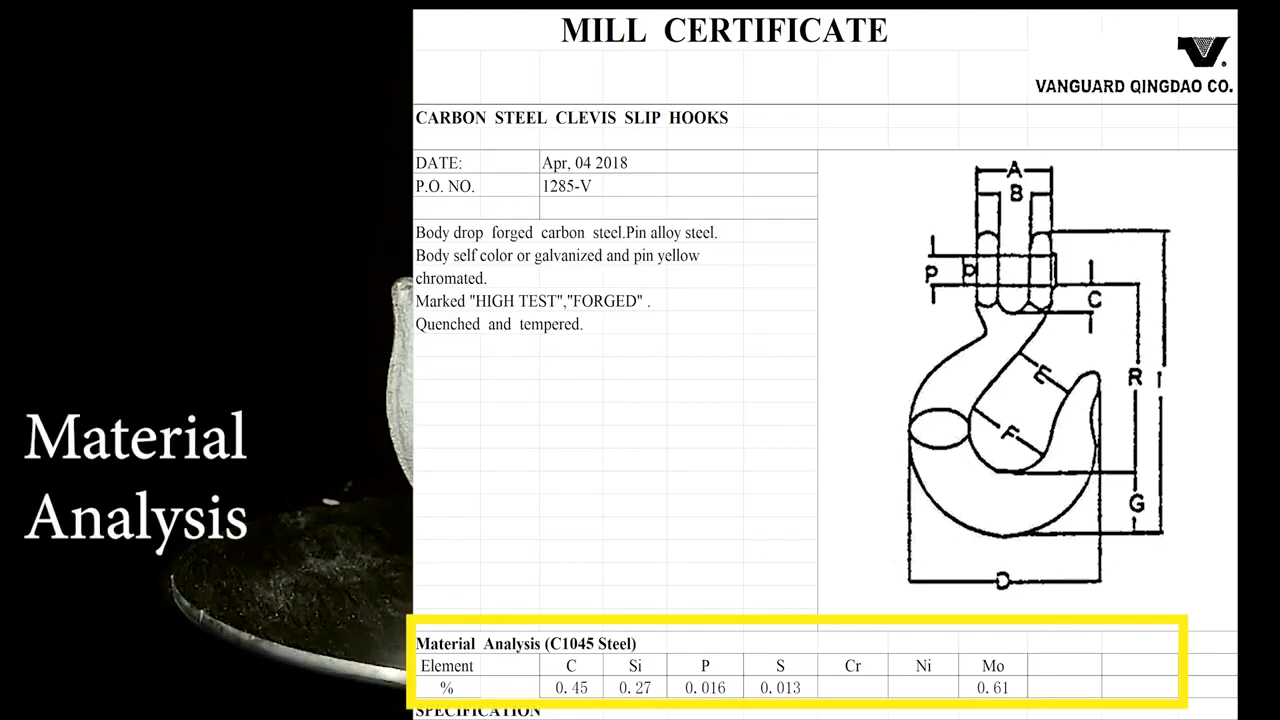 MILL CERTIFICATE
VANGUARD QINGDAO CO.
CARBON STEEL CLEVIS SLIP HOOKS
DATE: Apr, 04 2018
P.O. NO. 1285-V
Body drop forged carbon steel.Pin alloy steel.
Body self color or galvanized and pin yellow
chromated.
Marked "HIGH TEST","FORGED" .
Quenched and tempered.
A
B
P
P
C
E
R
I
F
G
D
Material
Analysis
Material Analysis (C1045 Steel)
Element C Si P S Cr Ni Mo
% 0.45 0.27 0.016 0.013 0.61
SPECIFICATION